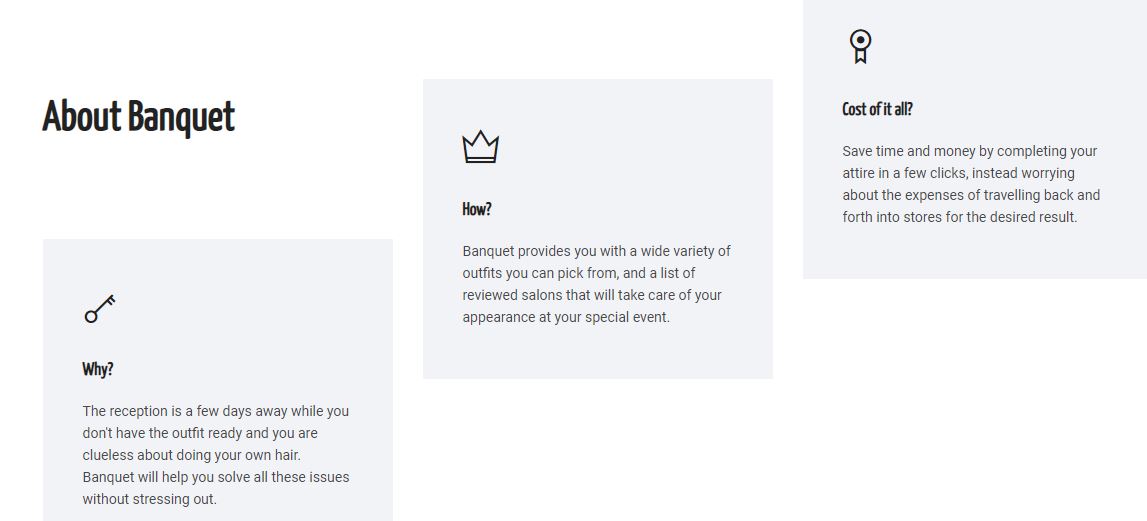 About Banquet
Why?
The reception is a few days away while you
don't have the outfit ready and you are
clueless about doing your own hair.
Banquet will help you solve all these issues
without stressing out.
How?
Banquet provides you with a wide variety of
outfits you can pick from, and a list of
reviewed salons that will take care of your
appearance at your special event.
Cost of it all?
Save time and money by completing your
attire in a few clicks, instead worrying
about the expenses of travelling back and
forth into stores for the desired result.